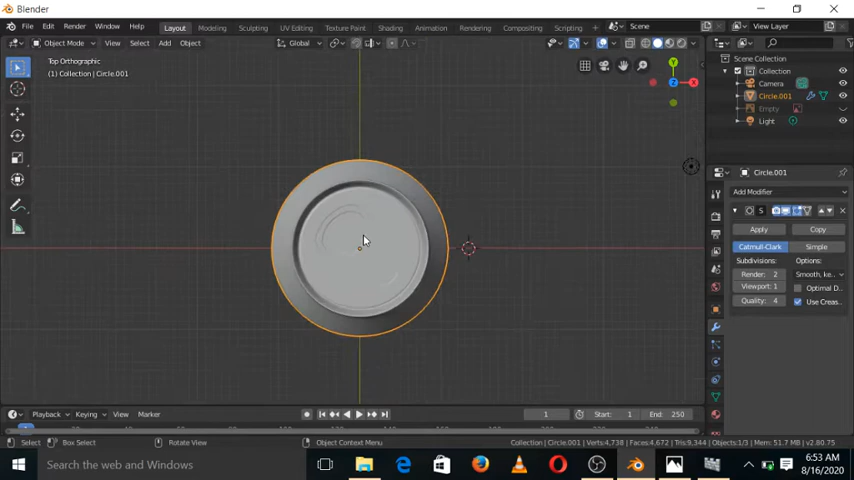 Blender
File Edit Render Window Help Layout Modeling Sculpting UV Editing Texture Paint Shading Animation Rendering Compositing Scripting Scene View Layer
Object Mode View Select Add Object Global
Top Orthographic
(1) Collection | Circle.001
Y
X
Z
Scene Collection
Collection
Camera
Circle.001
Empty
Light
Circle.001
Add Modifier
S
Apply Copy
Catmull-Clark Simple
Subdivisions: Options:
Render: 2 Smooth, ke...
Viewport: 1 Optimal D...
Quality: 4 Use Creas...
Playback Keying View Marker 1 Start: 1 End: 250
Select Box Select Rotate View Object Context Menu Collection | Circle.001 | Verts:4,738 | Faces:4,672 | Tris:9,344 | Objects:1/3 | Mem: 51.7 MB | v2.80.75
Search the web and Windows
6:53 AM
8/16/2020